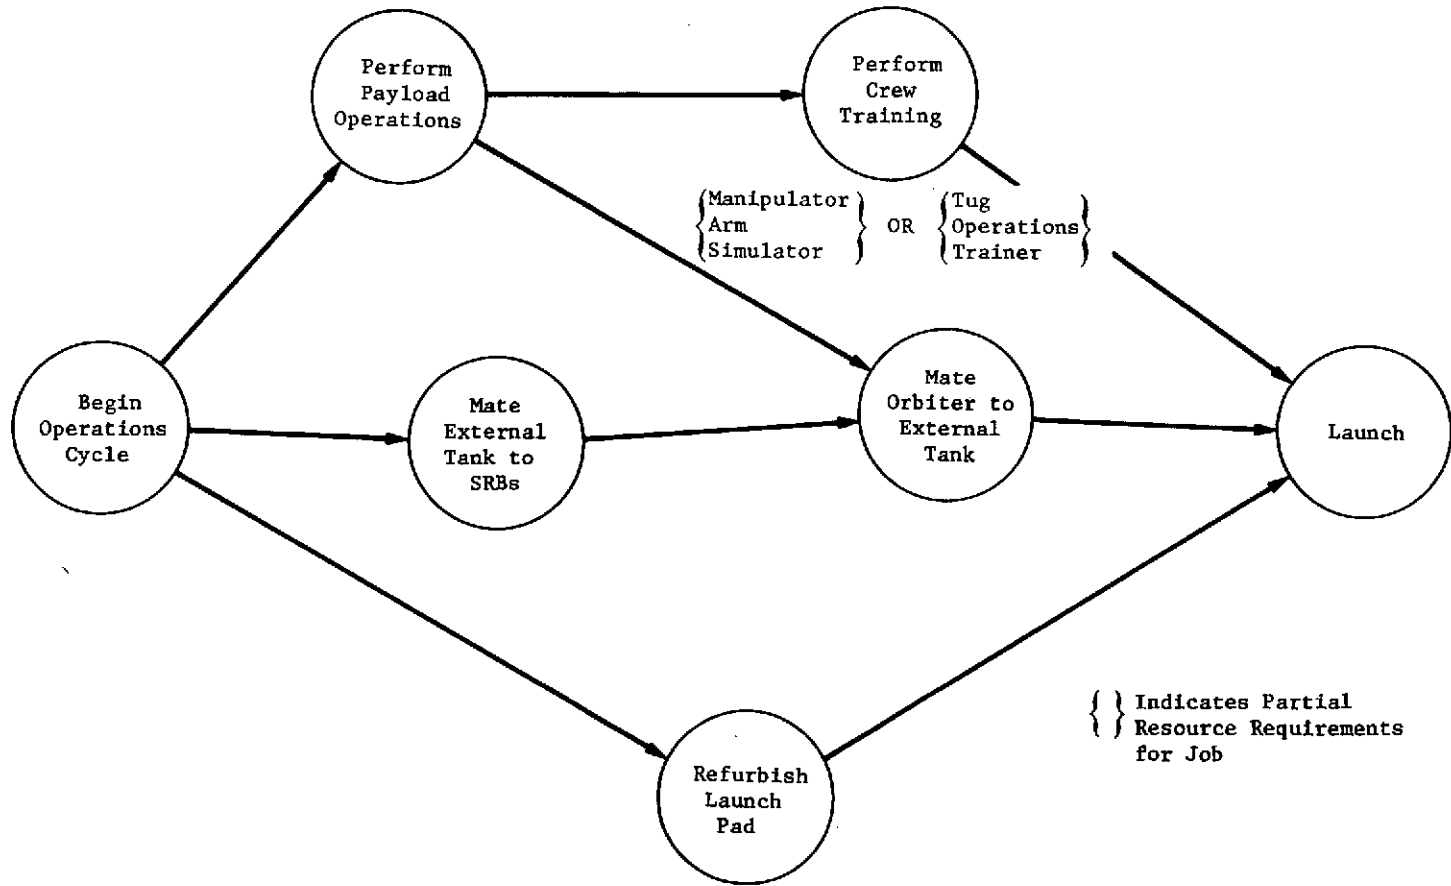 Perform
Payload
Operations
Perform
Crew
Training
{Manipulator
Arm
Simulator}
OR
{Tug
Operations
Trainer}
Begin
Operations
Cycle
Mate
External
Tank to
SRBs
Mate
Orbiter to
External
Tank
Launch
Refurbish
Launch
Pad
{ } Indicates Partial
Resource Requirements
for Job